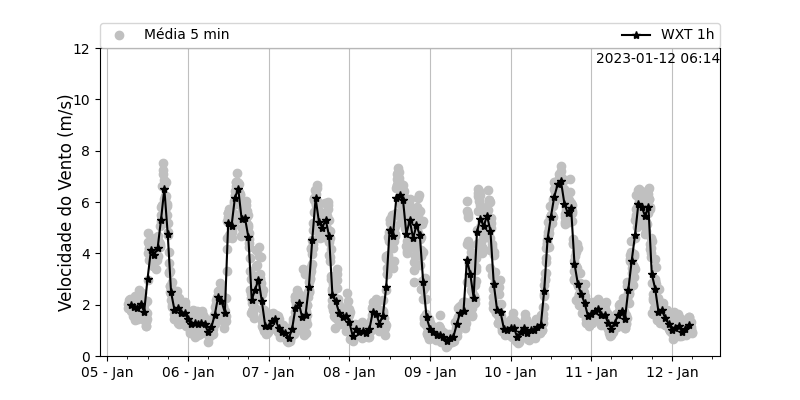 Média 5 min
WXT 1h
2023-01-12 06:14
Velocidade do Vento (m/s)
12
10
8
6
4
2
0
05 - Jan 06 - Jan 07 - Jan 08 - Jan 09 - Jan 10 - Jan 11 - Jan 12 - Jan